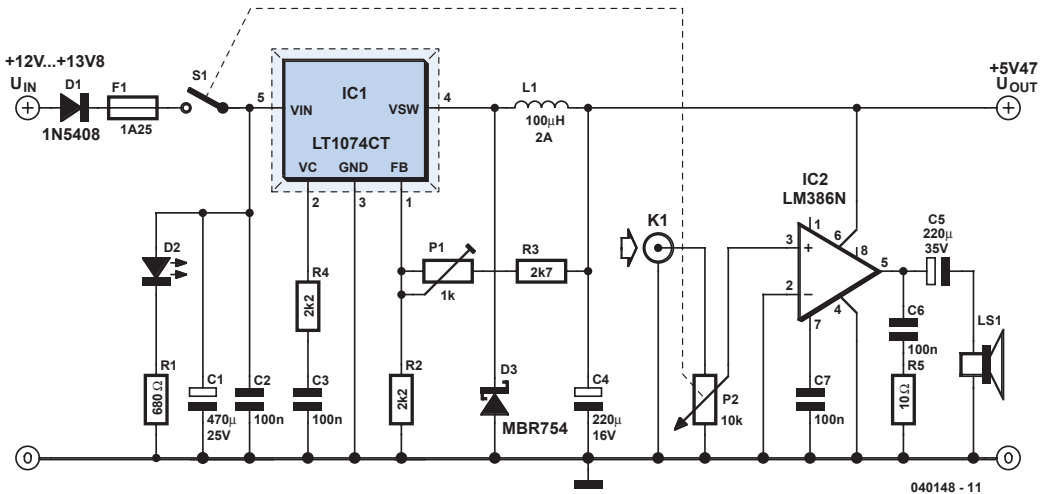 +12V...+13V8
UIN
D1
1N5408
F1
1A25
S1
5
VIN
IC1
VSW
4
LT1074CT
VC
GND
FB
2
3
1
L1
100µH
2A
+5V47
UOUT
IC2
LM386N
K1
D2
R4
2k2
P1
1k
R3
2k7
1
3
+
6
8
5
2
–
4
7
C5
220µ
35V
C6
100n
LS1
R1
680Ω
C1
470µ
25V
C2
100n
C3
100n
R2
2k2
D3
MBR754
C4
220µ
16V
P2
10k
C7
100n
R5
10Ω
0
0
040148 - 11